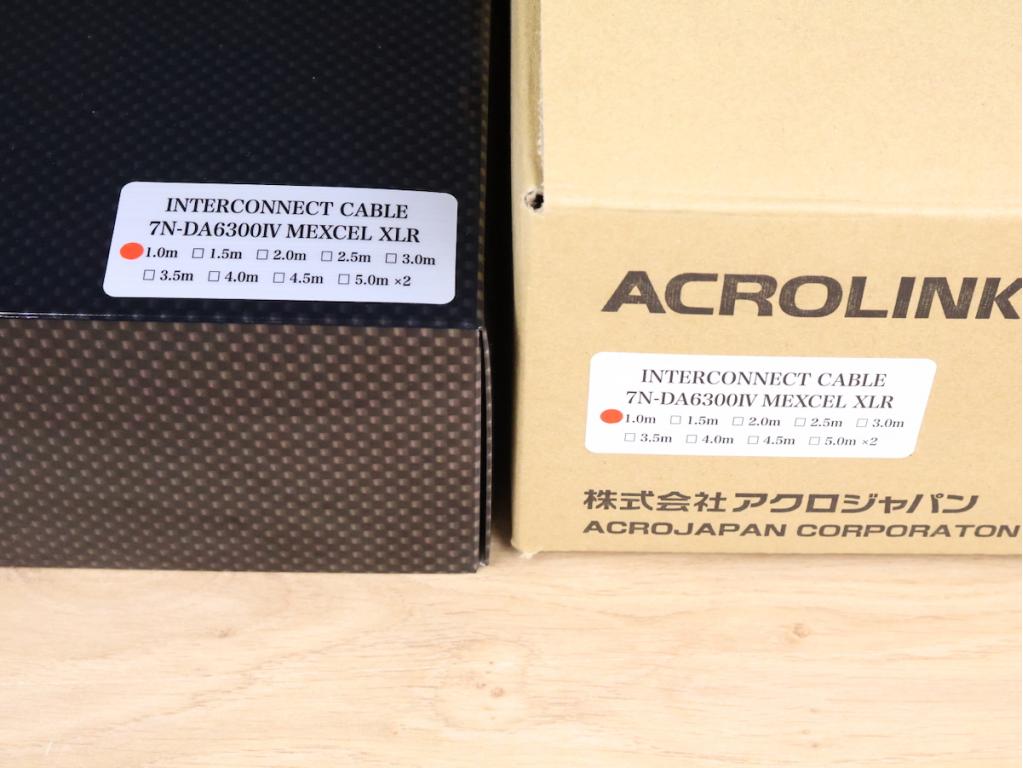 INTERCONNECT CABLE
7N-DA6300IV MEXCEL XLR
1.0m □ 1.5m □ 2.0m □ 2.5m □ 3.0m
□ 3.5m □ 4.0m □ 4.5m □ 5.0m ×2
ACROLINK
INTERCONNECT CABLE
7N-DA6300IV MEXCEL XLR
1.0m □ 1.5m □ 2.0m □ 2.5m □ 3.0m
□ 3.5m □ 4.0m □ 4.5m □ 5.0m ×2
株式会社アクロジャパン
ACROJAPAN CORPORATON